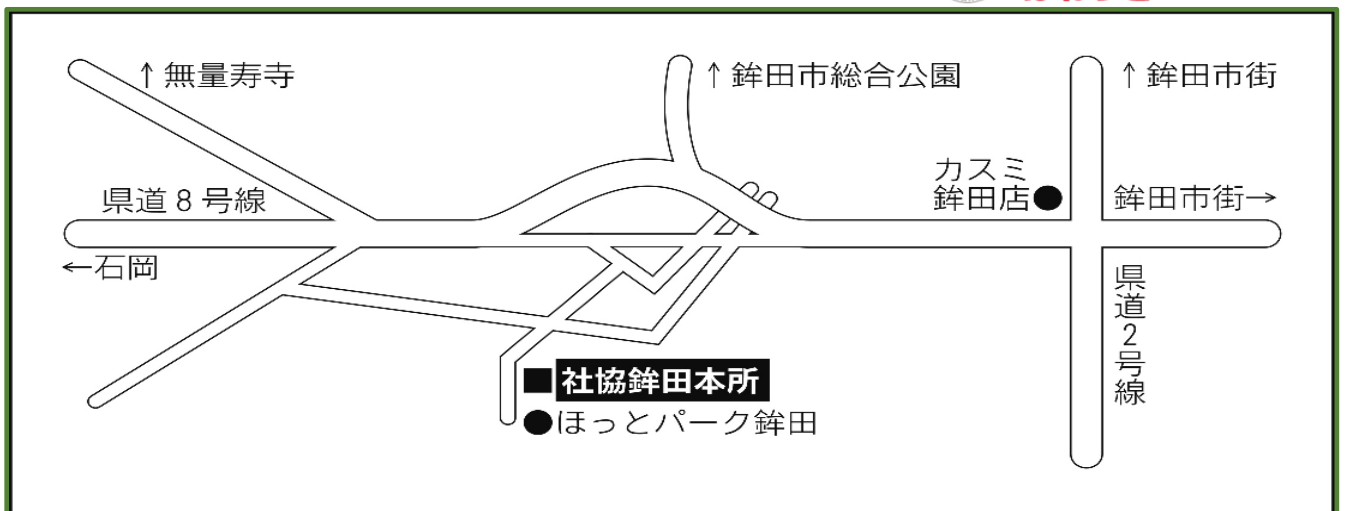 ↑無量寿寺
↑鉾田市総合公園
↑鉾田市街
カスミ
鉾田店●
県道8号線
鉾田市街→
←石岡
県道2号線
■社協鉾田本所
●ほっとパーク鉾田